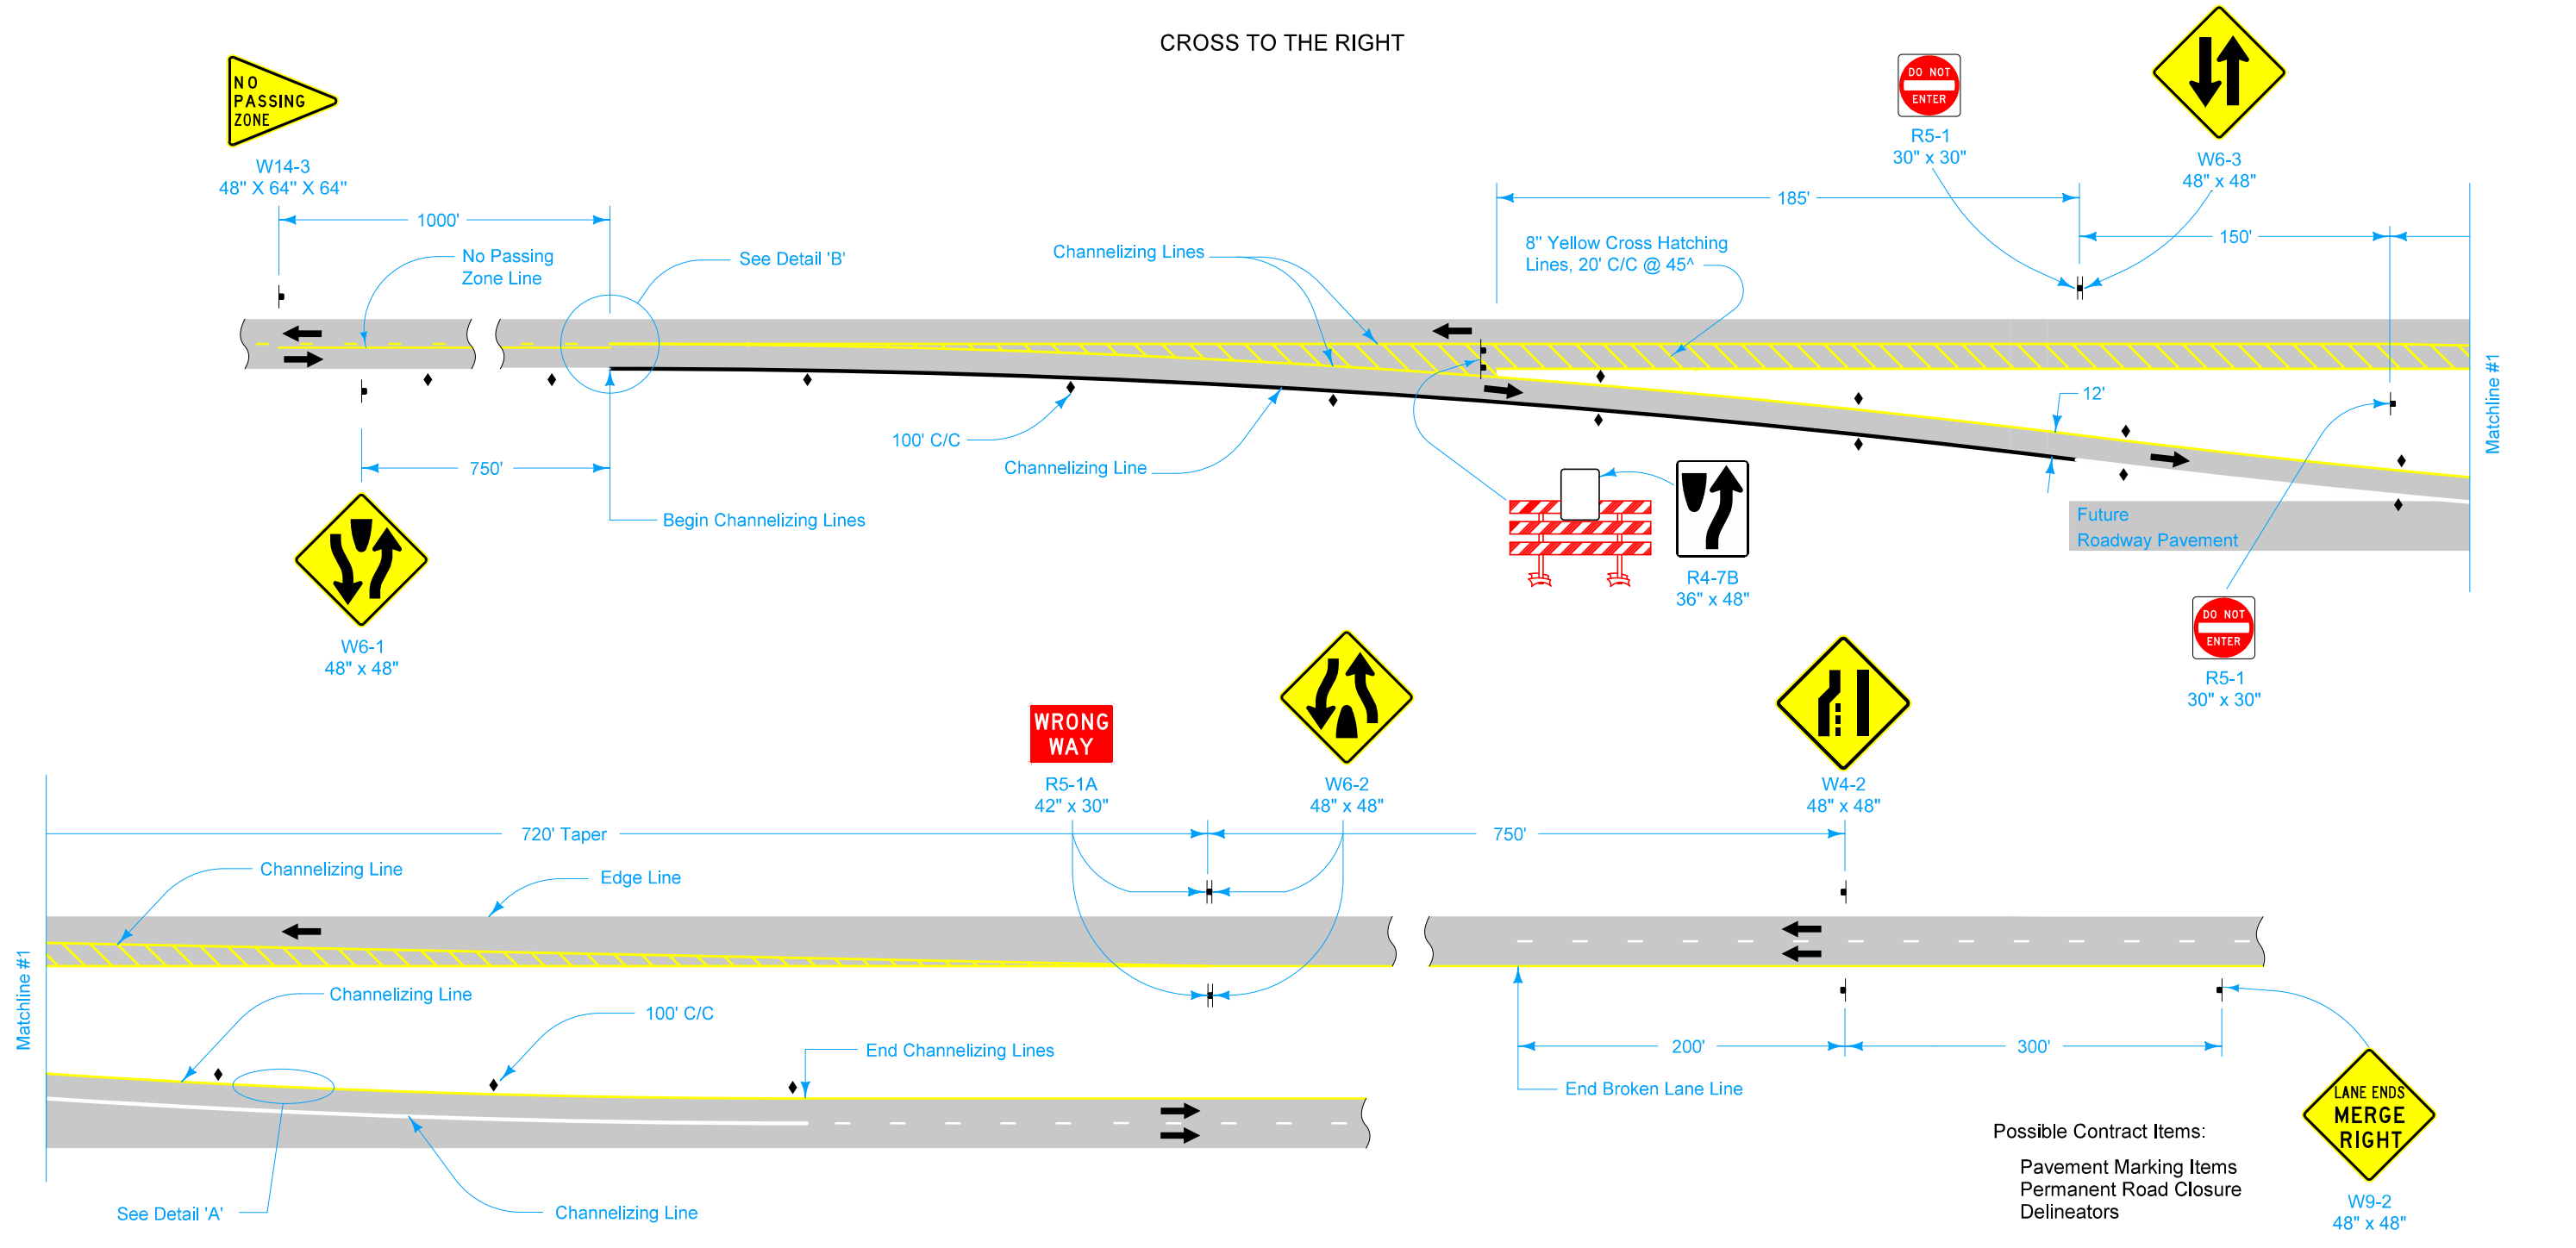 CROSS TO THE RIGHT
NO
PASSING
ZONE
W14-3
48" X 64" X 64"
1000'
No Passing
Zone Line
See Detail 'B'
Channelizing Lines
8" Yellow Cross Hatching
Lines, 20' C/C @ 45^
185'
DO NOT
ENTER
R5-1
30" x 30"
W6-3
48" x 48"
150'
Matchline #1
12'
100' C/C
Channelizing Line
750'
Begin Channelizing Lines
W6-1
48" x 48"
R4-7B
36" x 48"
Future
Roadway Pavement
DO NOT
ENTER
R5-1
30" x 30"
WRONG
WAY
R5-1A
42" x 30"
W6-2
48" x 48"
W4-2
48" x 48"
720' Taper
750'
Channelizing Line
Edge Line
Matchline #1
Channelizing Line
100' C/C
End Channelizing Lines
200'
300'
End Broken Lane Line
See Detail 'A'
Channelizing Line
LANE ENDS
MERGE
RIGHT
W9-2
48" x 48"
Possible Contract Items:
Pavement Marking Items
Permanent Road Closure
Delineators